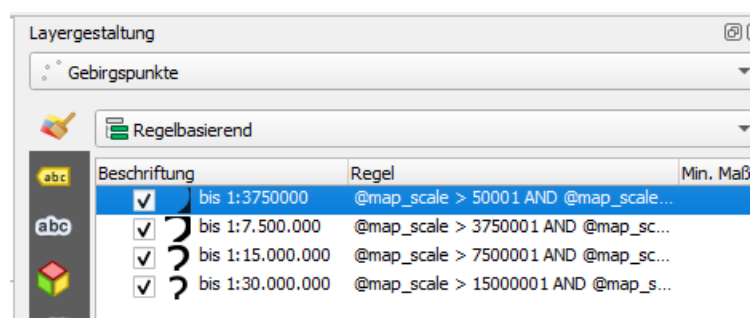 Layergestaltung
Gebirgspunkte
Regelbasierend
abc
Beschriftung Regel Min. Maß
bis 1:3750000 @map_scale > 50001 AND @map_scale...
abc
bis 1:7.500.000 @map_scale > 3750001 AND @map_sc...
bis 1:15.000.000 @map_scale > 7500001 AND @map_sc...
bis 1:30.000.000 @map_scale > 15000001 AND @map_s...